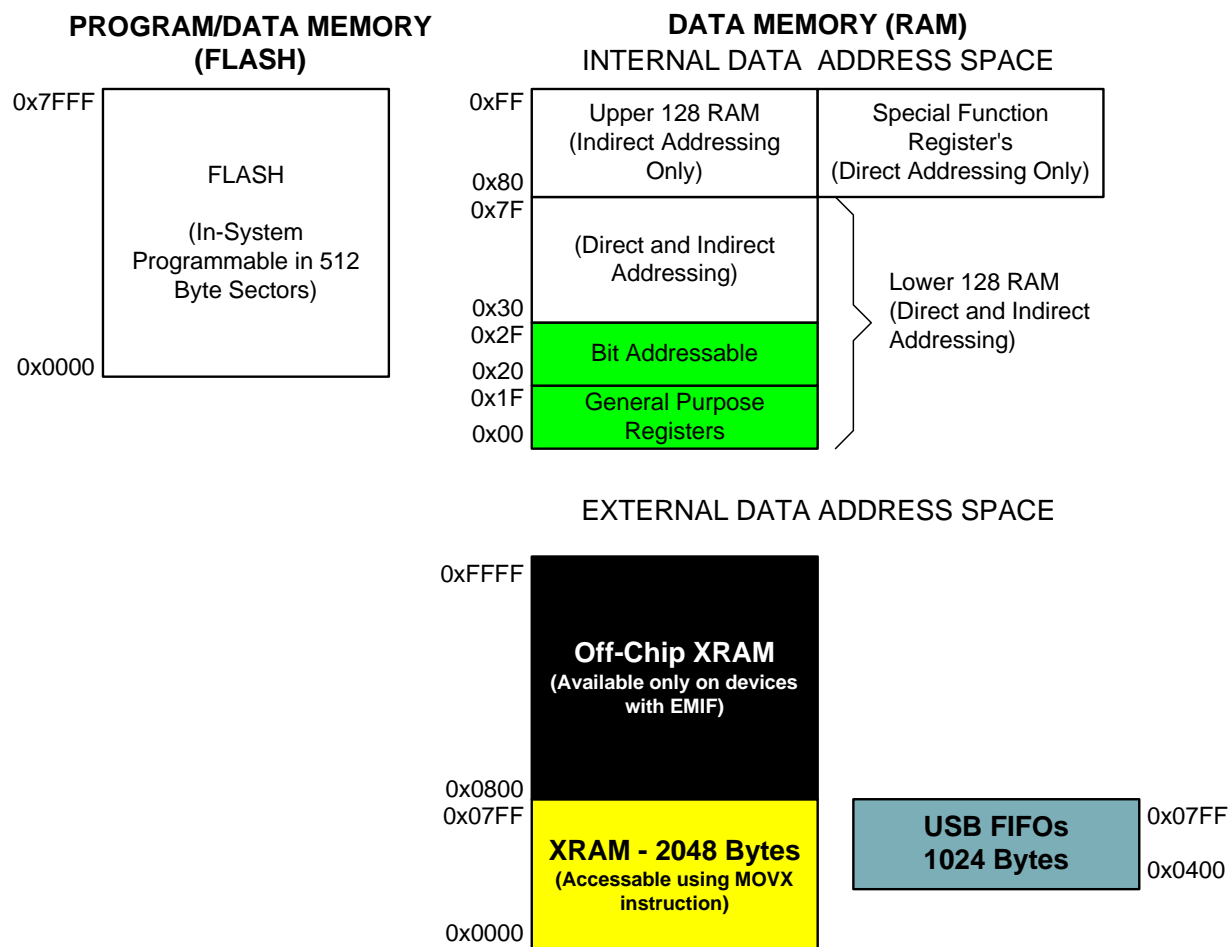 PROGRAM/DATA MEMORY
(FLASH)
0x7FFF
FLASH
(In-System
Programmable in 512
Byte Sectors)
0x0000
DATA MEMORY (RAM)
INTERNAL DATA ADDRESS SPACE
0xFF
Upper 128 RAM
(Indirect Addressing
Only)
0x80
Special Function
Register's
(Direct Addressing Only)
0x7F
(Direct and Indirect
Addressing)
0x30
Lower 128 RAM
(Direct and Indirect
Addressing)
0x2F
Bit Addressable
0x20
0x1F
General Purpose
Registers
0x00
EXTERNAL DATA ADDRESS SPACE
0xFFFF
Off-Chip XRAM
(Available only on devices
with EMIF)
0x0800
0x07FF
XRAM - 2048 Bytes
(Accessable using MOVX
instruction)
0x0000
USB FIFOs
1024 Bytes
0x07FF
0x0400